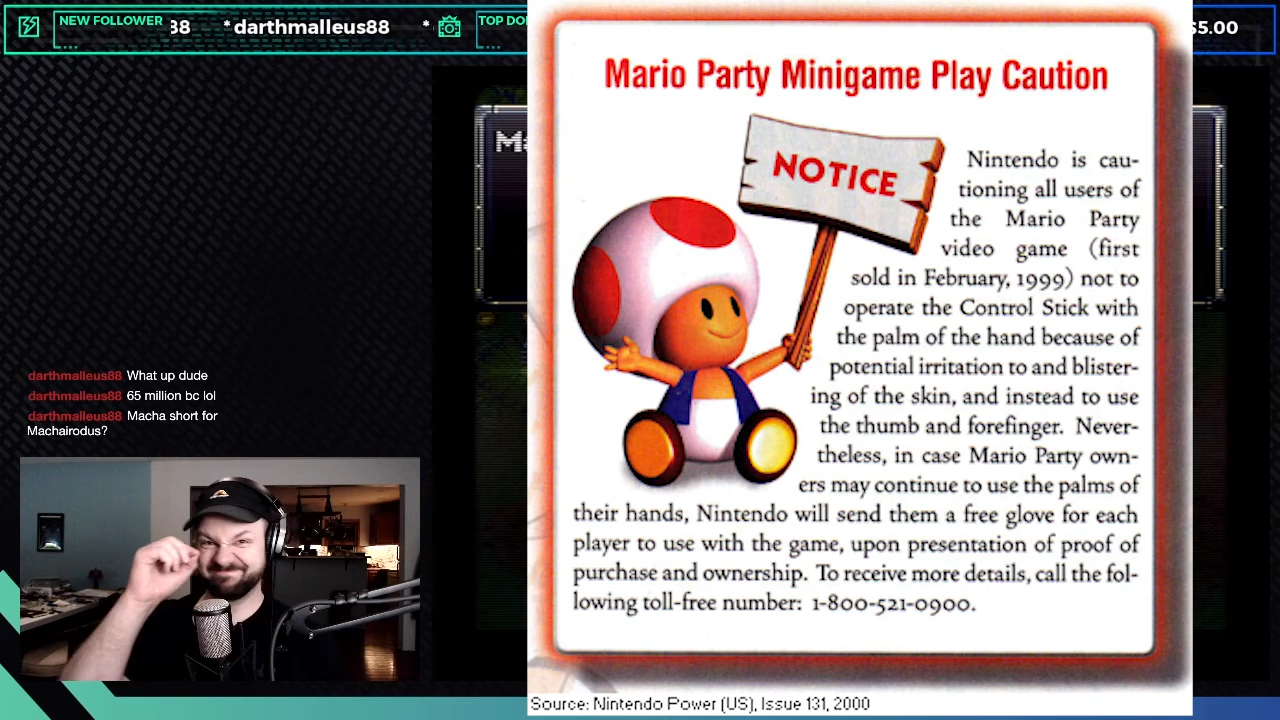 NEW FOLLOWER
88 *darthmalleus88 *
$5.00
Mario Party Minigame Play Caution
NOTICE
Nintendo is cau-
tioning all users of
the Mario Party
video game (first
sold in February, 1999) not to
operate the Control Stick with
the palm of the hand because of
potential irritation to and blister-
ing of the skin, and instead to use
the thumb and forefinger. Never-
theless, in case Mario Party own-
ers may continue to use the palms of
their hands, Nintendo will send them a free glove for each
player to use with the game, upon presentation of proof of
purchase and ownership. To receive more details, call the fol-
lowing toll-free number: 1-800-521-0900.
Source: Nintendo Power (US), Issue 131, 2000
darthmalleus88 What up dude
darthmalleus88 65 million bc lol
darthmalleus88 Macha short for
Machairodus?